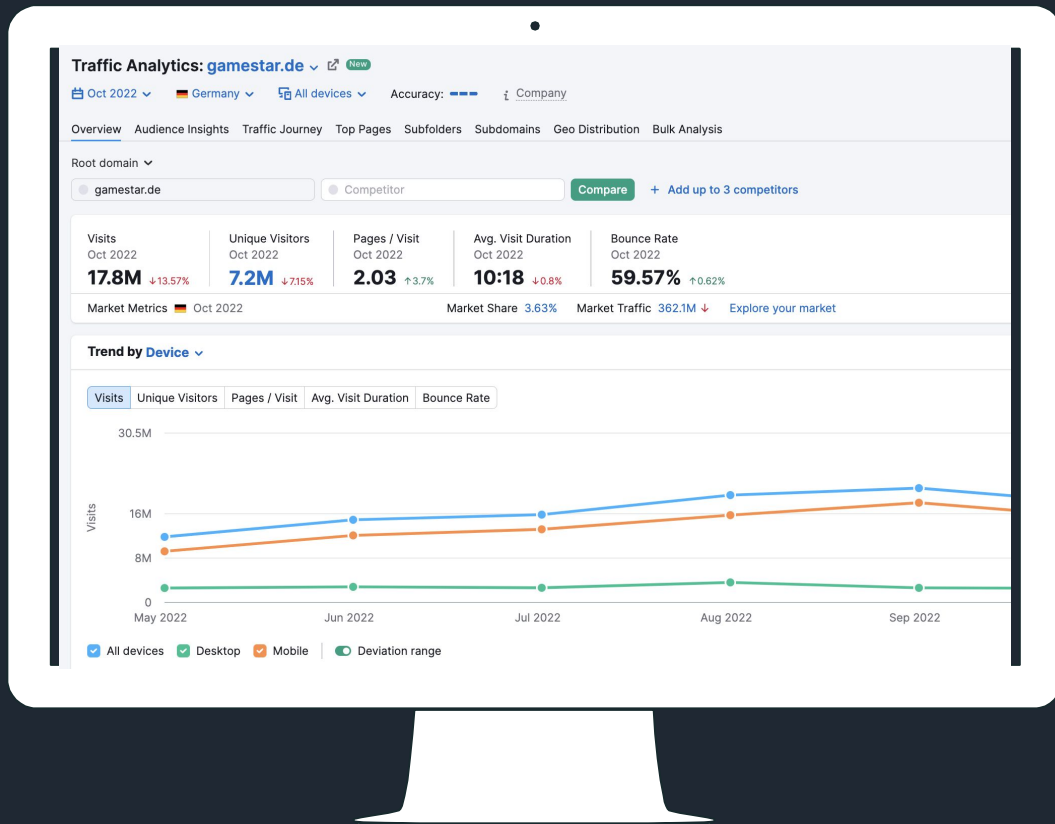 Traffic Analytics: gamestar.de New
Oct 2022 Germany All devices Accuracy: i Company
Overview Audience Insights Traffic Journey Top Pages Subfolders Subdomains Geo Distribution Bulk Analysis
Root domain
gamestar.de Competitor Compare + Add up to 3 competitors
Visits Unique Visitors Pages / Visit Avg. Visit Duration Bounce Rate
Oct 2022 Oct 2022 Oct 2022 Oct 2022 Oct 2022
17.8M ↓13.57% 7.2M ↓7.15% 2.03 ↑3.7% 10:18 ↓0.8% 59.57% ↑0.62%
Market Metrics Oct 2022 Market Share 3.63% Market Traffic 362.1M ↓ Explore your market
Trend by Device
Visits Unique Visitors Pages / Visit Avg. Visit Duration Bounce Rate
30.5M
16M
Visits
8M
0
May 2022 Jun 2022 Jul 2022 Aug 2022 Sep 2022
All devices Desktop Mobile Deviation range